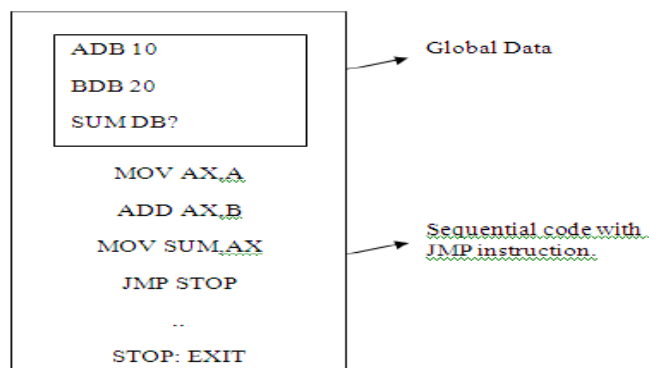 ADB 10
BDB 20
SUM DB?
MOV AX,A
ADD AX,B
MOV SUM,AX
JMP STOP
..
STOP: EXIT
Global Data
Sequential code with
JMP instruction.